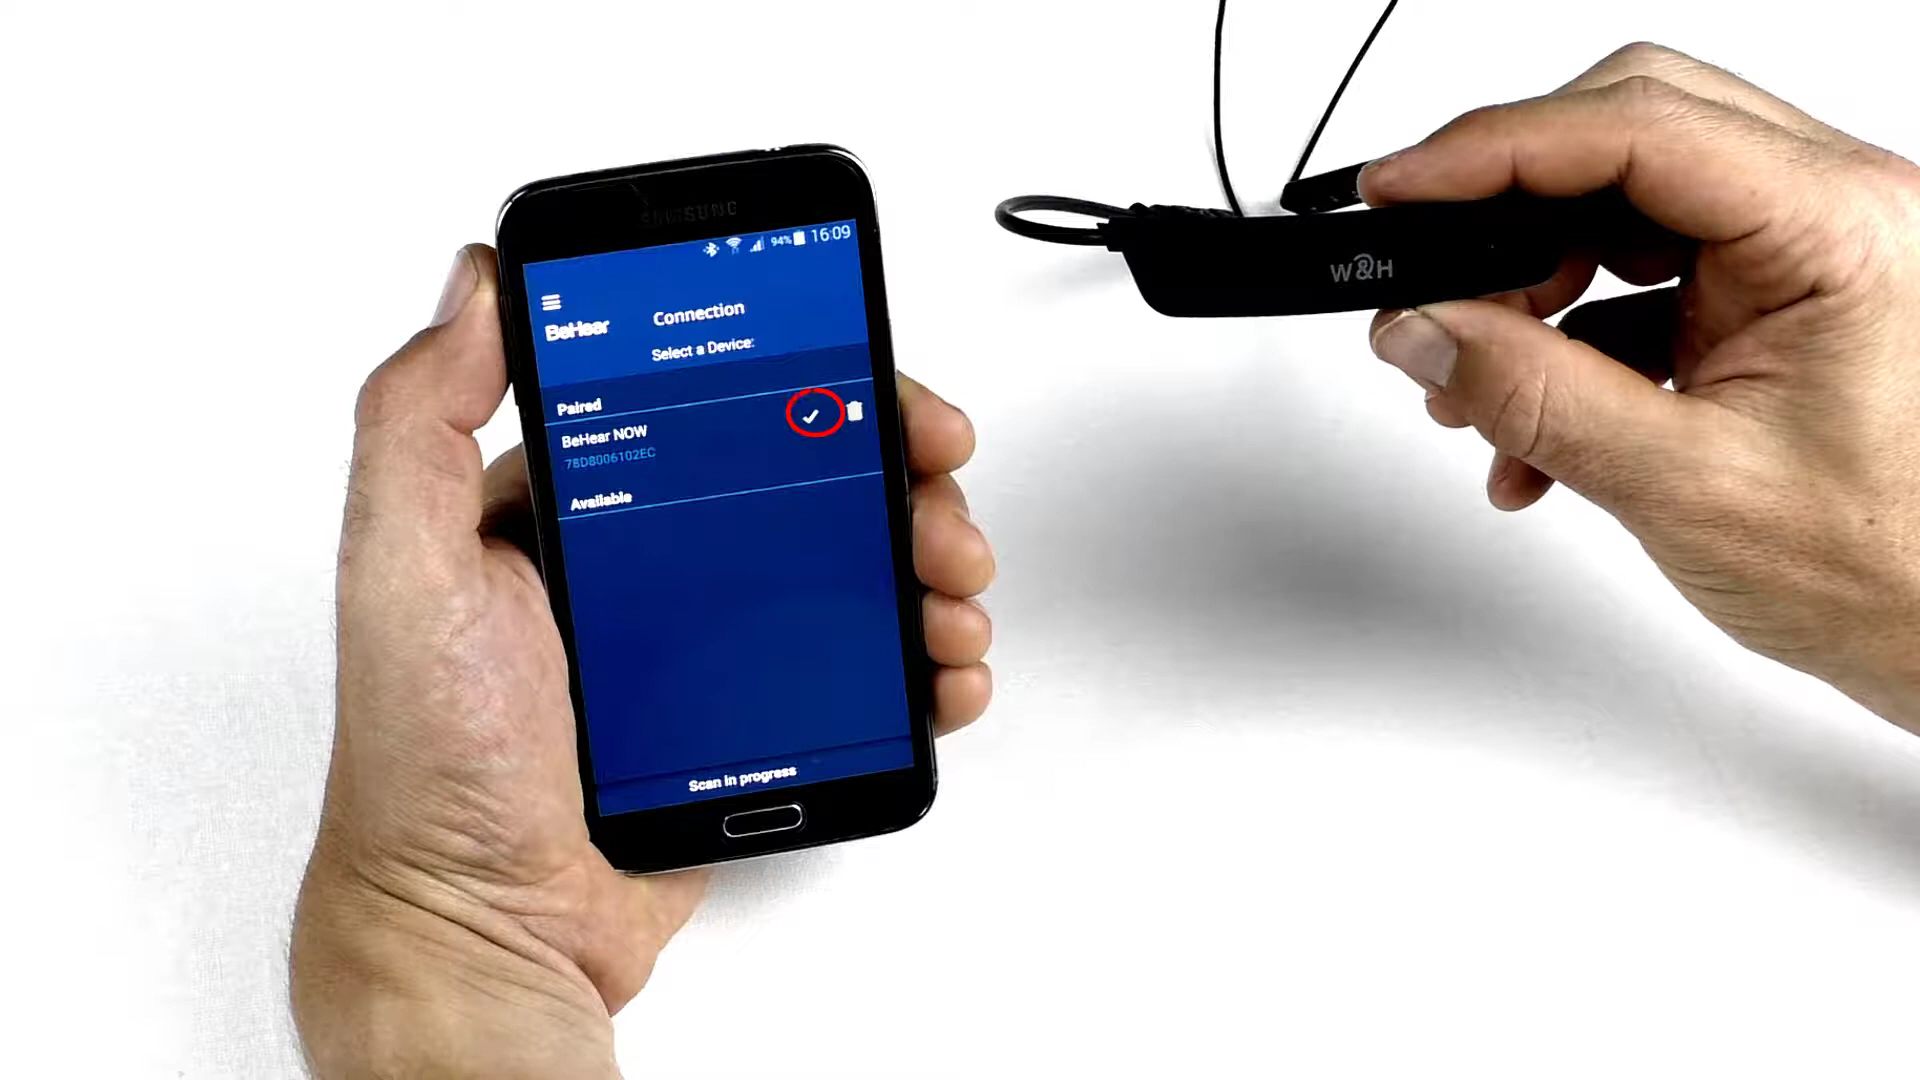 SAMSUNG
94% 16:09
BeHear
Connection
Select a Device:
Paired
BeHear NOW
78D8006102EC
Available
Scan in progress
W&H